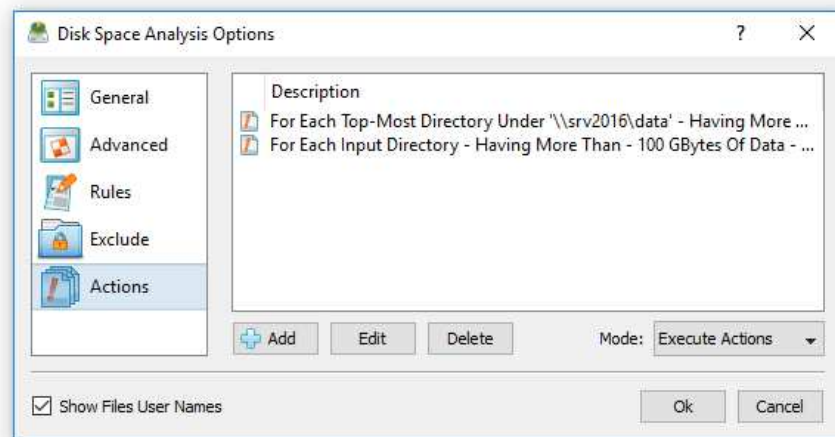 Disk Space Analysis Options
?
General
Advanced
Rules
Exclude
Actions
Description
For Each Top-Most Directory Under '\\srv2016\data' - Having More ...
For Each Input Directory - Having More Than - 100 GBytes Of Data - ...
Add
Edit
Delete
Mode:
Execute Actions
Show Files User Names
Ok
Cancel